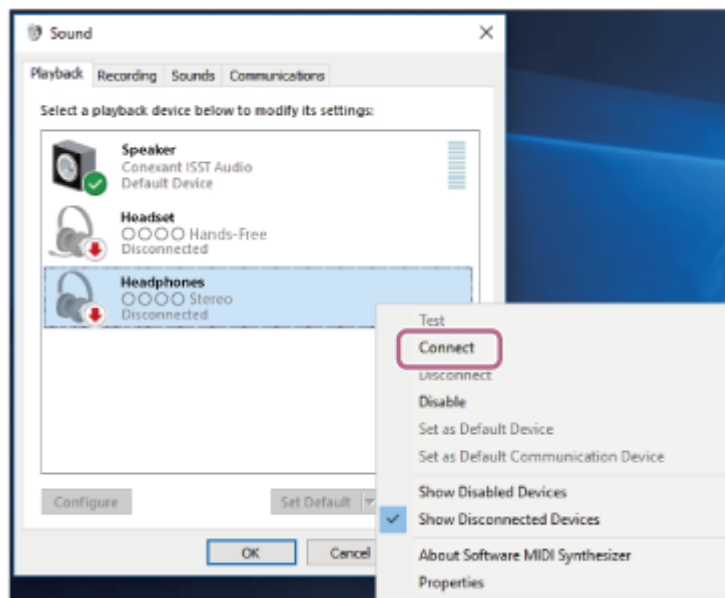 Sound
Playback Recording Sounds Communications
Select a playback device below to modify its settings:
Speaker
Conexant ISST Audio
Default Device
Headset
○○○○ Hands-Free
Disconnected
Headphones
○○○○ Stereo
Disconnected
Test
Connect
Disconnect
Disable
Set as Default Device
Set as Default Communication Device
Show Disabled Devices
Show Disconnected Devices
About Software MIDI Synthesizer
Properties
Configure Set Default
OK Cancel